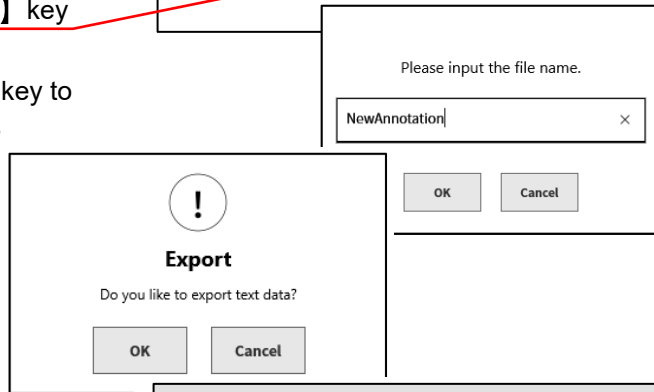 】key
key to
Please input the file name.
NewAnnotation
OK Cancel
!
Export
Do you like to export text data?
OK Cancel